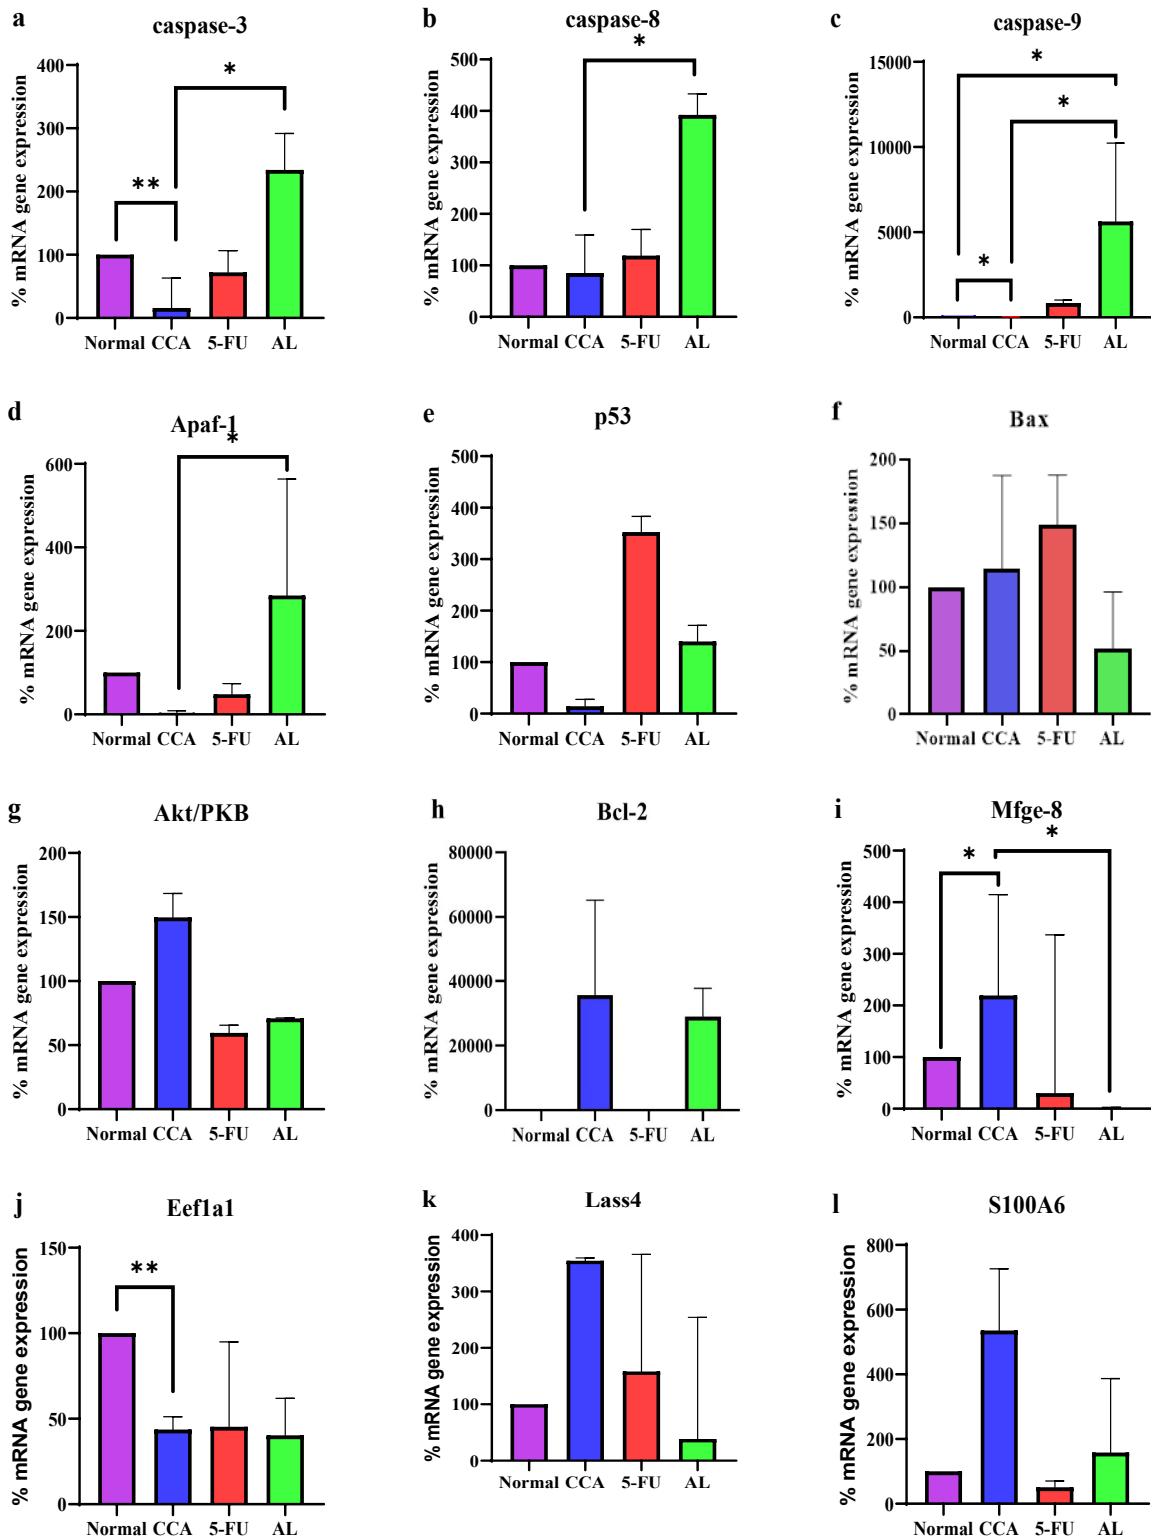 a
caspase-3
% mRNA gene expression
400
300
200
100
0
*
**
Normal CCA 5-FU AL
b
caspase-8
% mRNA gene expression
500
400
300
200
100
0
*
Normal CCA 5-FU AL
c
caspase-9
% mRNA gene expression
15000
10000
5000
0
*
*
*
Normal CCA 5-FU AL
d
Apaf-1
% mRNA gene expression
600
400
200
0
*
Normal CCA 5-FU AL
e
p53
% mRNA gene expression
500
400
300
200
100
0
Normal CCA 5-FU AL
f
Bax
% mRNA gene expression
200
150
100
50
0
Normal CCA 5-FU AL
g
Akt/PKB
% mRNA gene expression
200
150
100
50
0
Normal CCA 5-FU AL
h
Bcl-2
% mRNA gene expression
80000
60000
40000
20000
0
Normal CCA 5-FU AL
i
Mfge-8
% mRNA gene expression
500
400
300
200
100
0
*
*
Normal CCA 5-FU AL
j
Eef1a1
% mRNA gene expression
150
100
50
0
**
Normal CCA 5-FU AL
k
Lass4
% mRNA gene expression
400
300
200
100
0
Normal CCA 5-FU AL
l
S100A6
% mRNA gene expression
800
600
400
200
0
Normal CCA 5-FU AL